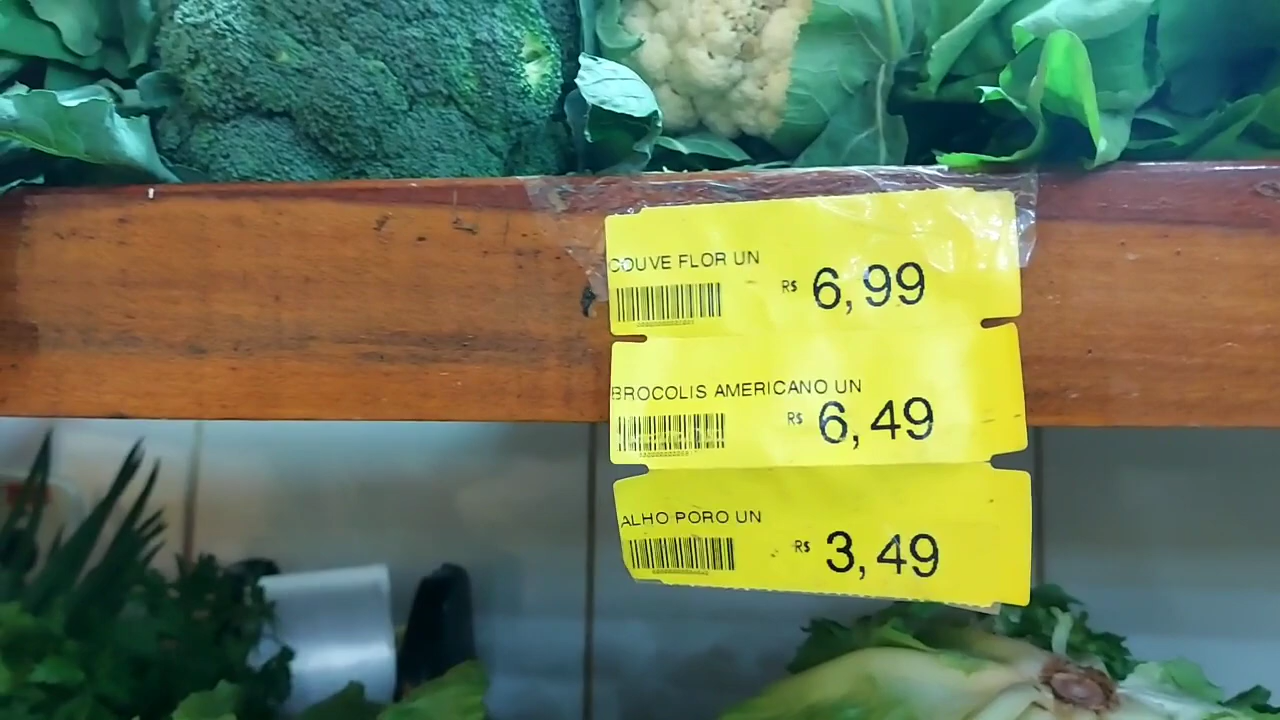 COUVE FLOR UN
R$ 6,99
BROCOLIS AMERICANO UN
R$ 6,49
ALHO PORO UN
R$ 3,49